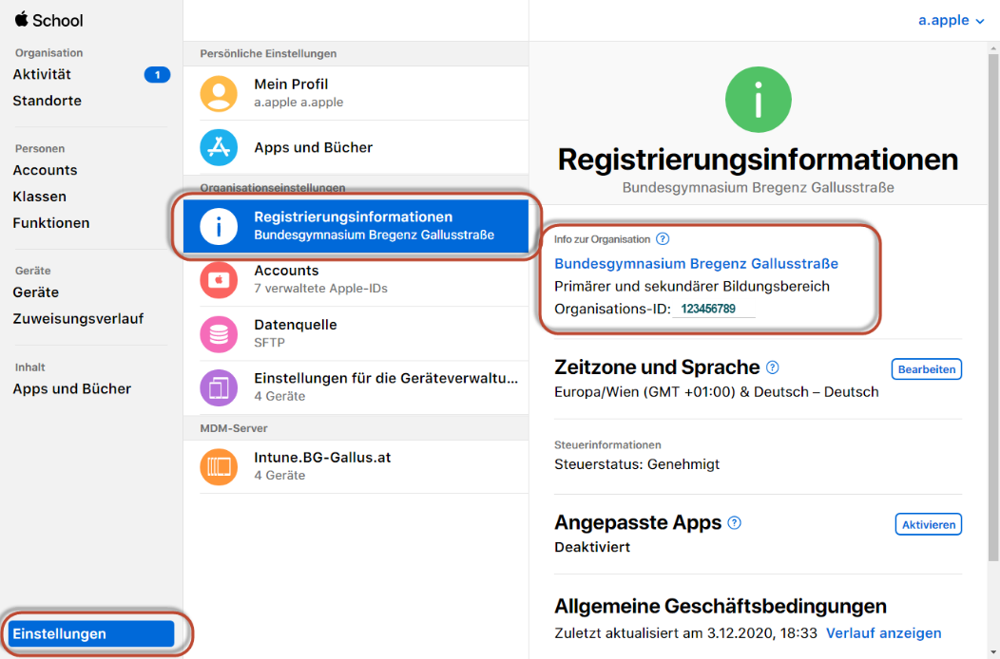 School
Organisation
Aktivität 1
Standorte
Personen
Accounts
Klassen
Funktionen
Geräte
Geräte
Zuweisungsverlauf
Inhalt
Apps und Bücher
Einstellungen
Persönliche Einstellungen
Mein Profil
a.apple a.apple
Apps und Bücher
Organisationseinstellungen
Registrierungsinformationen
Bundesgymnasium Bregenz Gallusstraße
Accounts
7 verwaltete Apple-IDs
Datenquelle
SFTP
Einstellungen für die Geräteverwaltu...
4 Geräte
MDM-Server
Intune.BG-Gallus.at
4 Geräte
a.apple
Registrierungsinformationen
Bundesgymnasium Bregenz Gallusstraße
Info zur Organisation ?
Bundesgymnasium Bregenz Gallusstraße
Primärer und sekundärer Bildungsbereich
Organisations-ID: 123456789
Zeitzone und Sprache ? Bearbeiten
Europa/Wien (GMT +01:00) & Deutsch – Deutsch
Steuerinformationen
Steuerstatus: Genehmigt
Angepasste Apps ? Aktivieren
Deaktiviert
Allgemeine Geschäftsbedingungen
Zuletzt aktualisiert am 3.12.2020, 18:33 Verlauf anzeigen